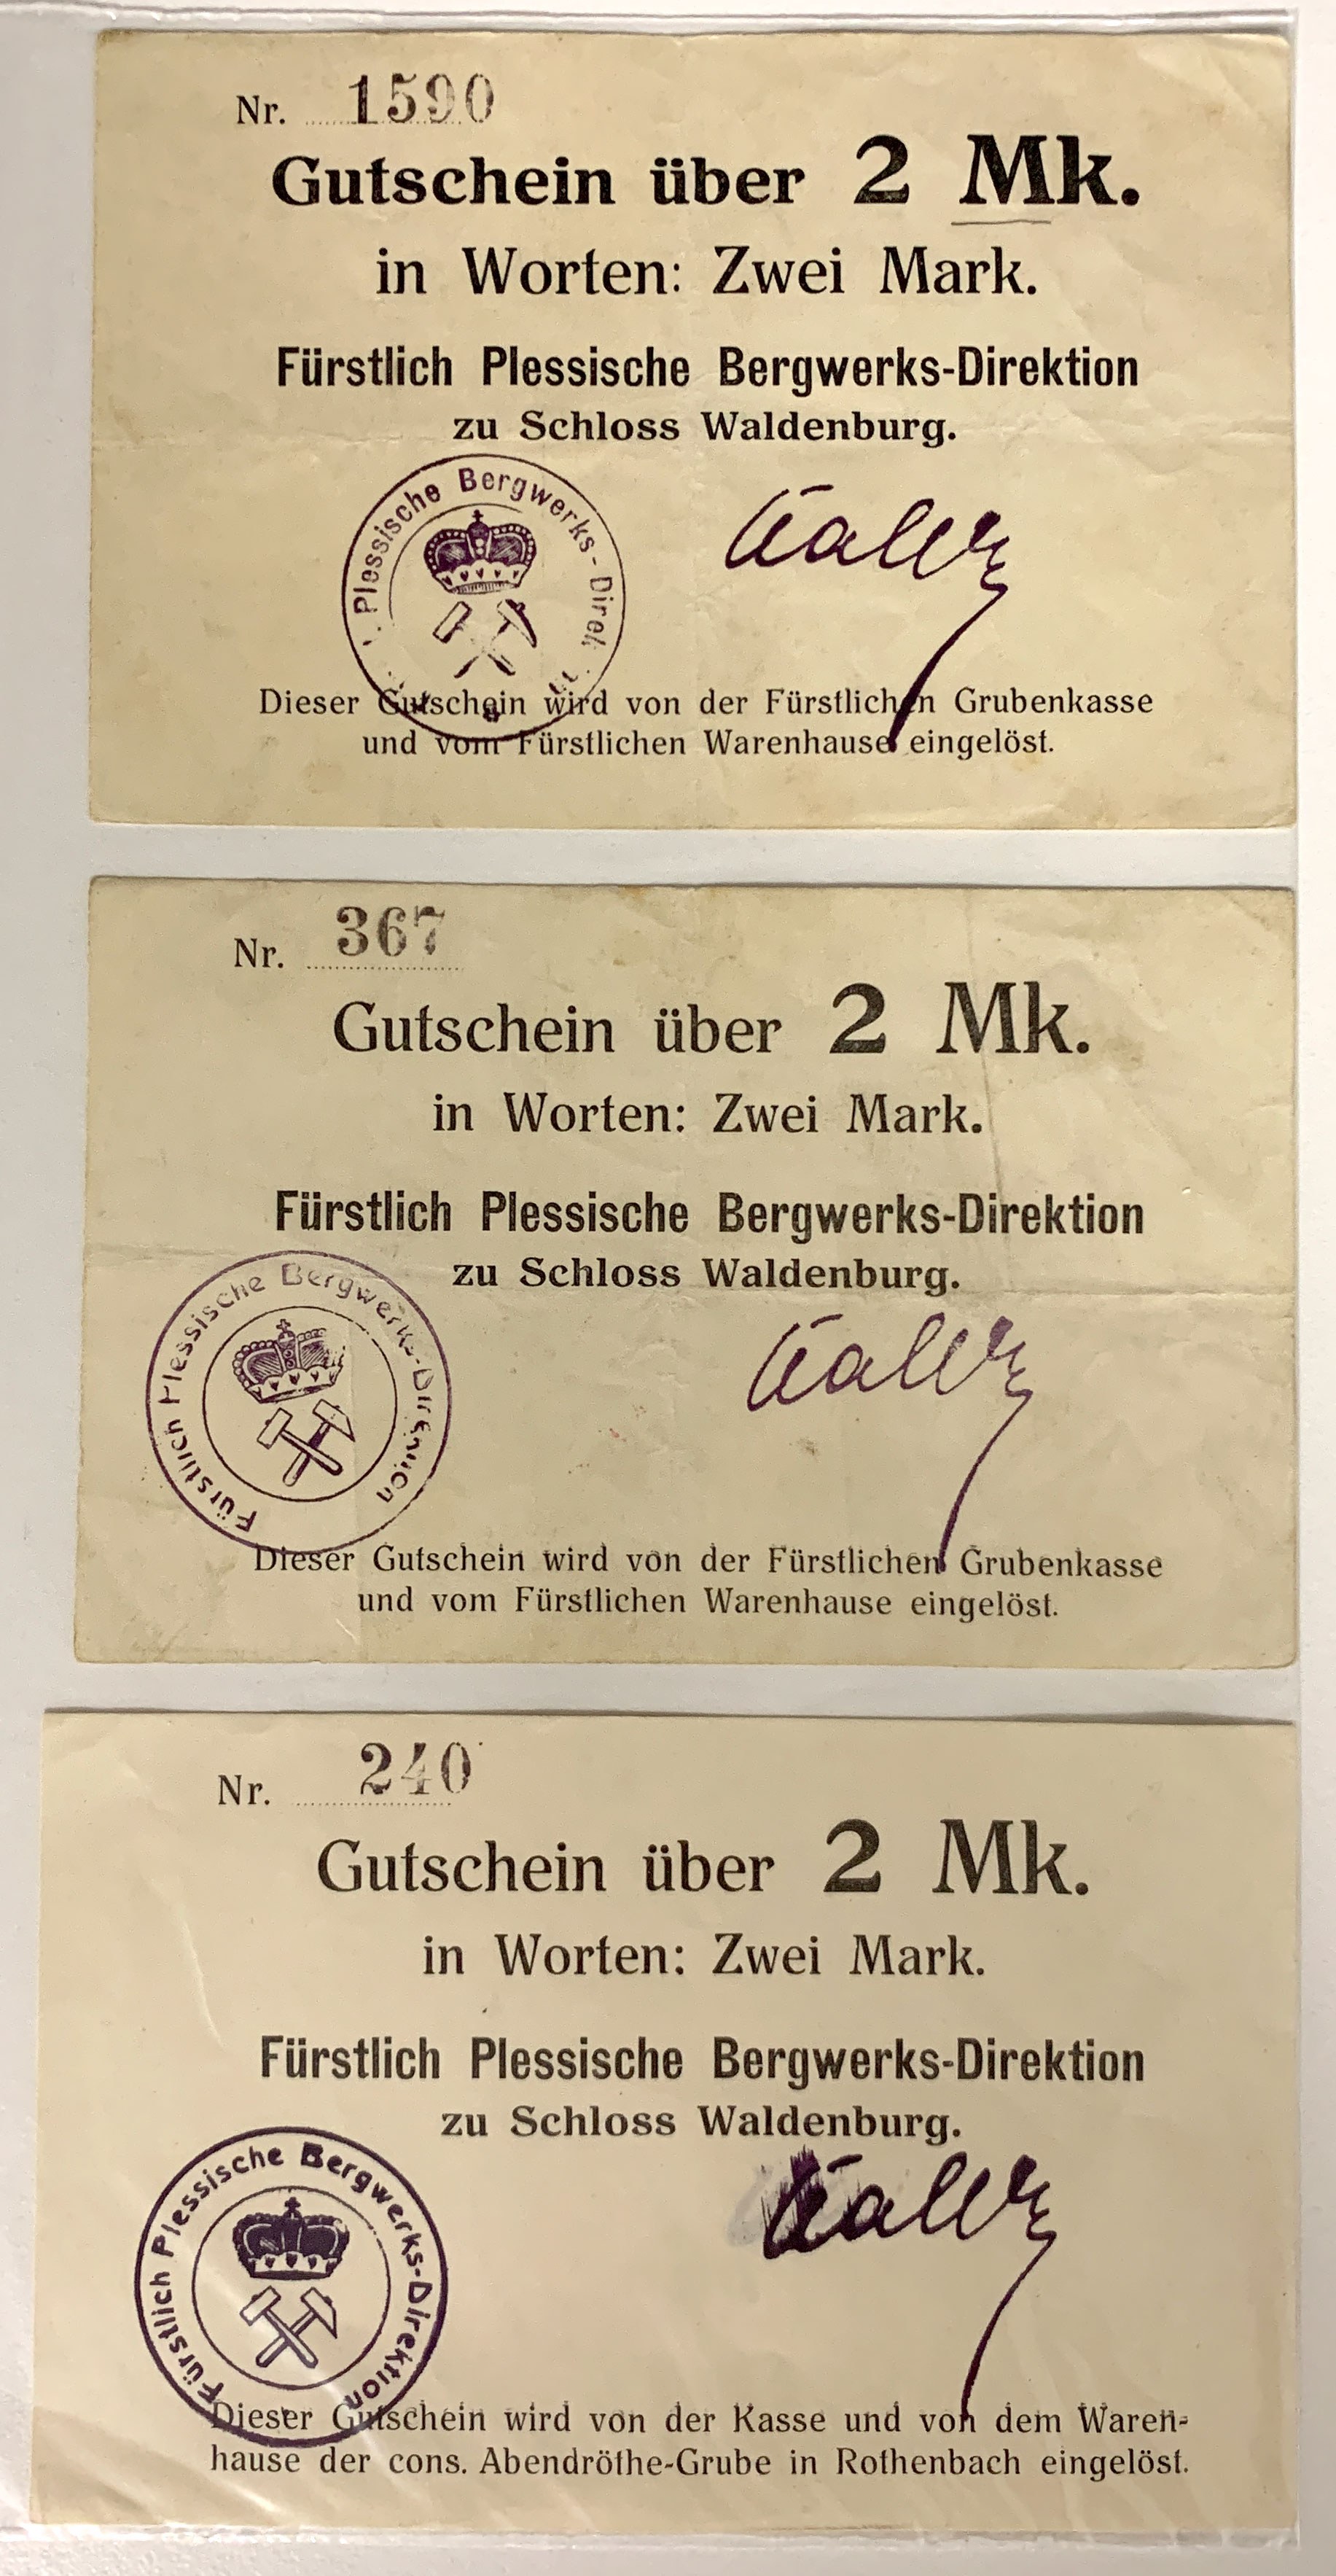 Nr. 1590
Gutschein über 2 Mk.
in Worten: Zwei Mark.
Fürstlich Plessische Bergwerks-Direktion
zu Schloss Waldenburg.
Plessische Bergwerks-Direk
Dieser Gutschein wird von der Fürstlichen Grubenkasse
und vom Fürstlichen Warenhause eingelöst.
Nr. 367
Gutschein über 2 Mk.
in Worten: Zwei Mark.
Fürstlich Plessische Bergwerks-Direktion
zu Schloss Waldenburg.
Fürstlich Plessische Bergwerks-Direktion
Dieser Gutschein wird von der Fürstlichen Grubenkasse
und vom Fürstlichen Warenhause eingelöst.
Nr. 240
Gutschein über 2 Mk.
in Worten: Zwei Mark.
Fürstlich Plessische Bergwerks-Direktion
zu Schloss Waldenburg.
Fürstlich Plessische Bergwerks-Direktion
Dieser Gutschein wird von der Kasse und von dem Waren-
hause der cons. Abendröthe-Grube in Rothenbach eingelöst.